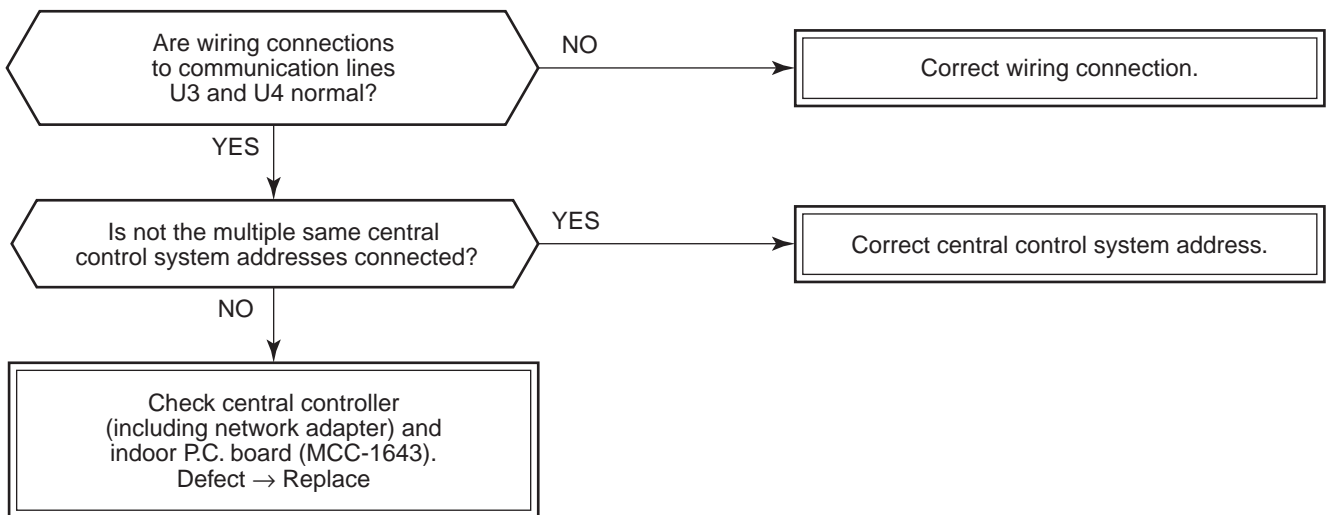 Are wiring connections
to communication lines
U3 and U4 normal?
NO
Correct wiring connection.
YES
Is not the multiple same central
control system addresses connected?
YES
Correct central control system address.
NO
Check central controller
(including network adapter) and
indoor P.C. board (MCC-1643).
Defect → Replace